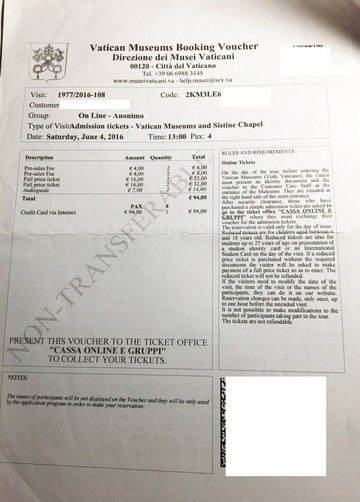 Vatican Museums Booking Voucher
Direzione dei Musei Vaticani
00120 - Città del Vaticano
Tel. +39 06 6988 3145
www.museivaticani.va - help.musei@scv.va
Visit: 1977/2016-108 Code: 2KM3LE6
Customer
Group: On Line - Anonimo
Type of Visit Admission tickets - Vatican Museums and Sistine Chapel
Date: Saturday, June 4, 2016 Time: 13:00 Pax: 4
Description Amount Quantity Total
Pre-sales Fee € 4,00 € 8,00
Pre-sales Fee € 4,00 € 8,00
Full price ticket € 16,00 € 32,00
Full price ticket € 16,00 € 32,00
Audioguide € 7,00 € 14,00
Total € 94,00
PAX
Credit Card via Internet € 94,00 € 94,00
NON-TRANSFERRABLE
PRESENT THIS VOUCHER TO THE TICKET OFFICE
"CASSA ONLINE E GRUPPI"
TO COLLECT YOUR TICKETS.
RULES AND REQUIREMENTS:
Online Tickets
On the day of the tour, before entering the
Vatican Museums (Viale Vaticano), the visitor
must present an identity document and the
voucher to the Customer Care Staff at the
entrance of the Museums. They are situated at
the right hand side of the main entrance.
After security clearance, those who have
purchased a simple admission ticket are asked to
go to the ticket office "CASSA ONLINE E
GRUPPI" where they must exchange there
voucher for the admission tickets.
The reservation is valid only for the day of issue.
Reduced tickets are for children aged between 6
and 18 years old. Reduced tickets are also for
students up to 25 years of age on presentation of
a student identity card or an International
Student Card on the day of the visit. If a reduced
price ticket is purchased without the required
documents the visitor will be asked to make
payment of a full price ticket so as to enter. The
reduced ticket will not be refunded.
If the visitor needs to modify the date of the
visit, the time of the visit or the names of the
participants, they can do it on our website.
Reservation changes can be made, only once, up
to one hour before the intended visit.
It is not possible to make modifications to the
number of participants taking part in the tour.
The tickets are not refundable.
NOTES:
The names of participants will be not displayed on the Voucher and they will be only used
by the application program in order to make your reservation.